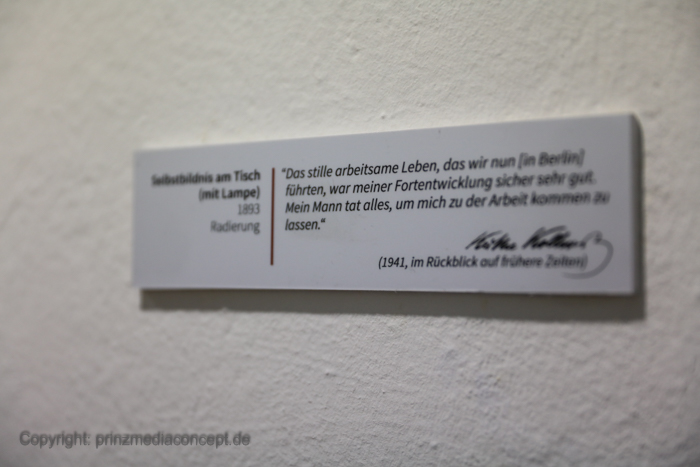 Selbstbildnis am Tisch
(mit Lampe)
1893
Radierung
"Das stille arbeitsame Leben, das wir nun [in Berlin]
führten, war meiner Fortentwicklung sicher sehr gut.
Mein Mann tat alles, um mich zu der Arbeit kommen zu
lassen."
Käthe Kollwitz
(1941, im Rückblick auf frühere Zeiten)
Copyright: prinzmediaconcept.de